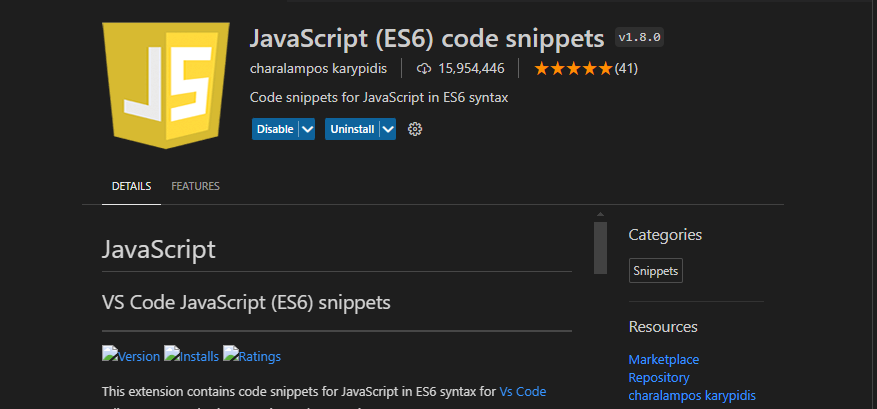 JS
JavaScript (ES6) code snippets v1.8.0
charalampos karypidis 15,954,446 (41)
Code snippets for JavaScript in ES6 syntax
Disable Uninstall
DETAILS FEATURES
JavaScript
VS Code JavaScript (ES6) snippets
Version Installs Ratings
This extension contains code snippets for JavaScript in ES6 syntax for Vs Code
Categories
Snippets
Resources
Marketplace
Repository
charalampos karypidis